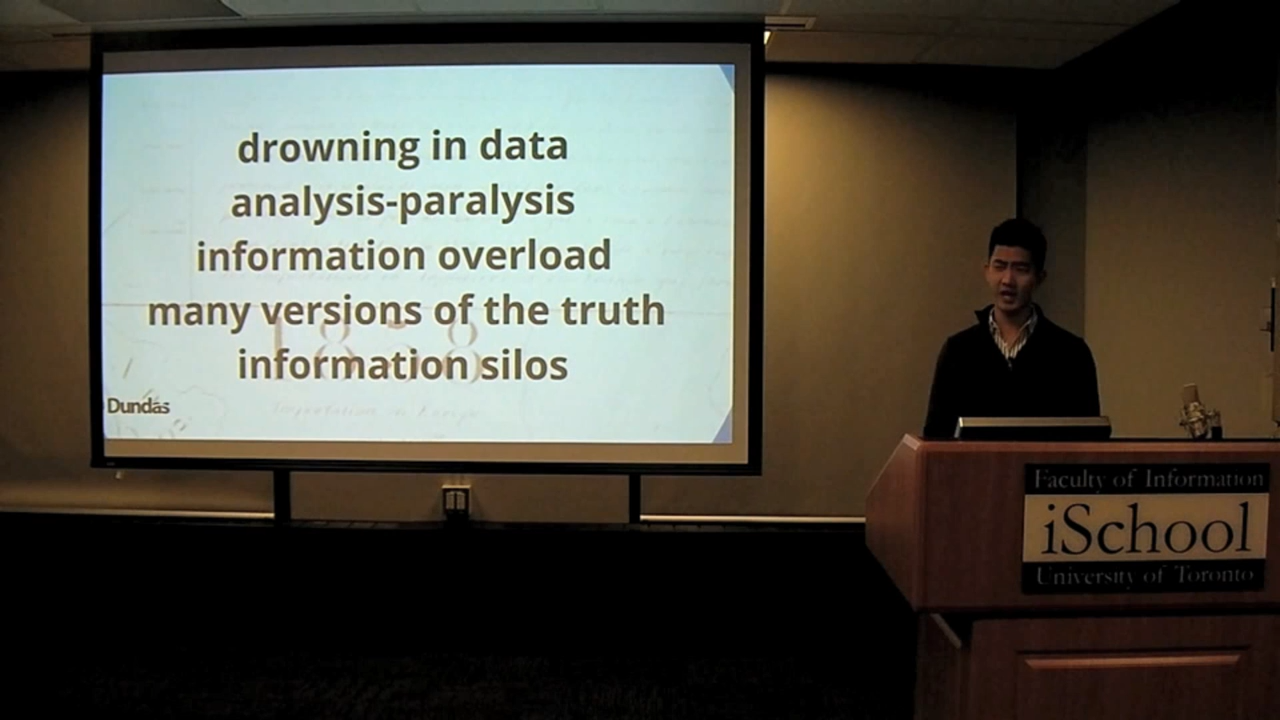 drowning in data
analysis-paralysis
information overload
many versions of the truth
information silos
1858
Dundas
Faculty of Information
iSchool
University of Toronto